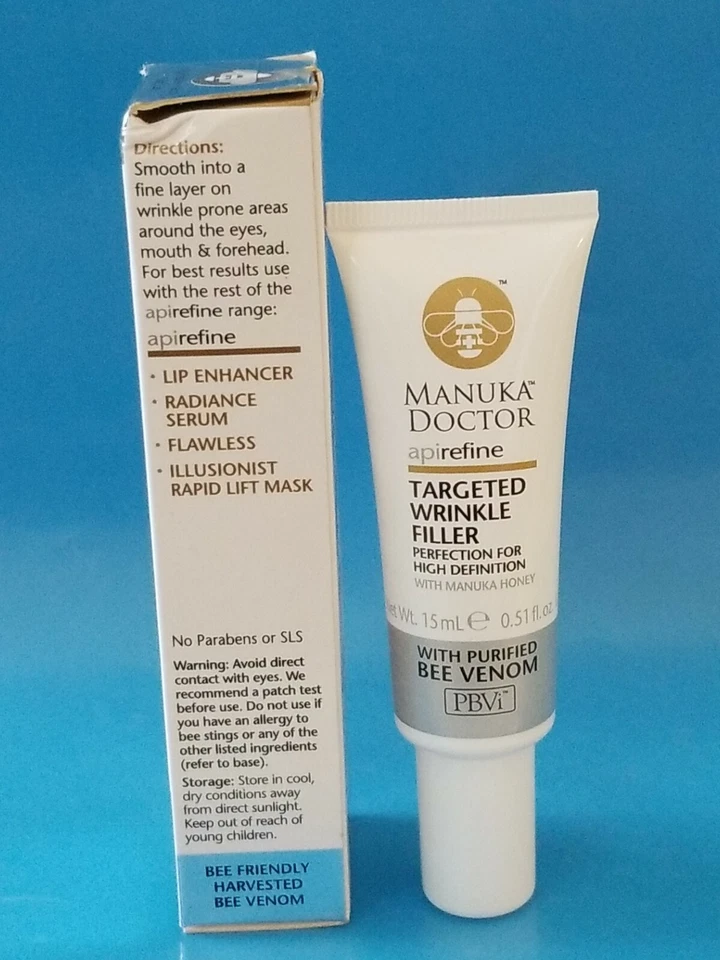 Directions:
Smooth into a
fine layer on
wrinkle prone areas
around the eyes,
mouth & forehead.
For best results use
with the rest of the
apirefine range:
apirefine
• LIP ENHANCER
• RADIANCE
SERUM
• FLAWLESS
• ILLUSIONIST
RAPID LIFT MASK
No Parabens or SLS
Warning: Avoid direct
contact with eyes. We
recommend a patch test
before use. Do not use if
you have an allergy to
bee stings or any of the
other listed ingredients
(refer to base).
Storage: Store in cool,
dry conditions away
from direct sunlight.
Keep out of reach of
young children.
BEE FRIENDLY
HARVESTED
BEE VENOM
TM
MANUKA™
DOCTOR
apirefine
TARGETED
WRINKLE
FILLER
PERFECTION FOR
HIGH DEFINITION
WITH MANUKA HONEY
et Wt. 15mL ℮ 0.51fl.oz
WITH PURIFIED
BEE VENOM
PBVi™